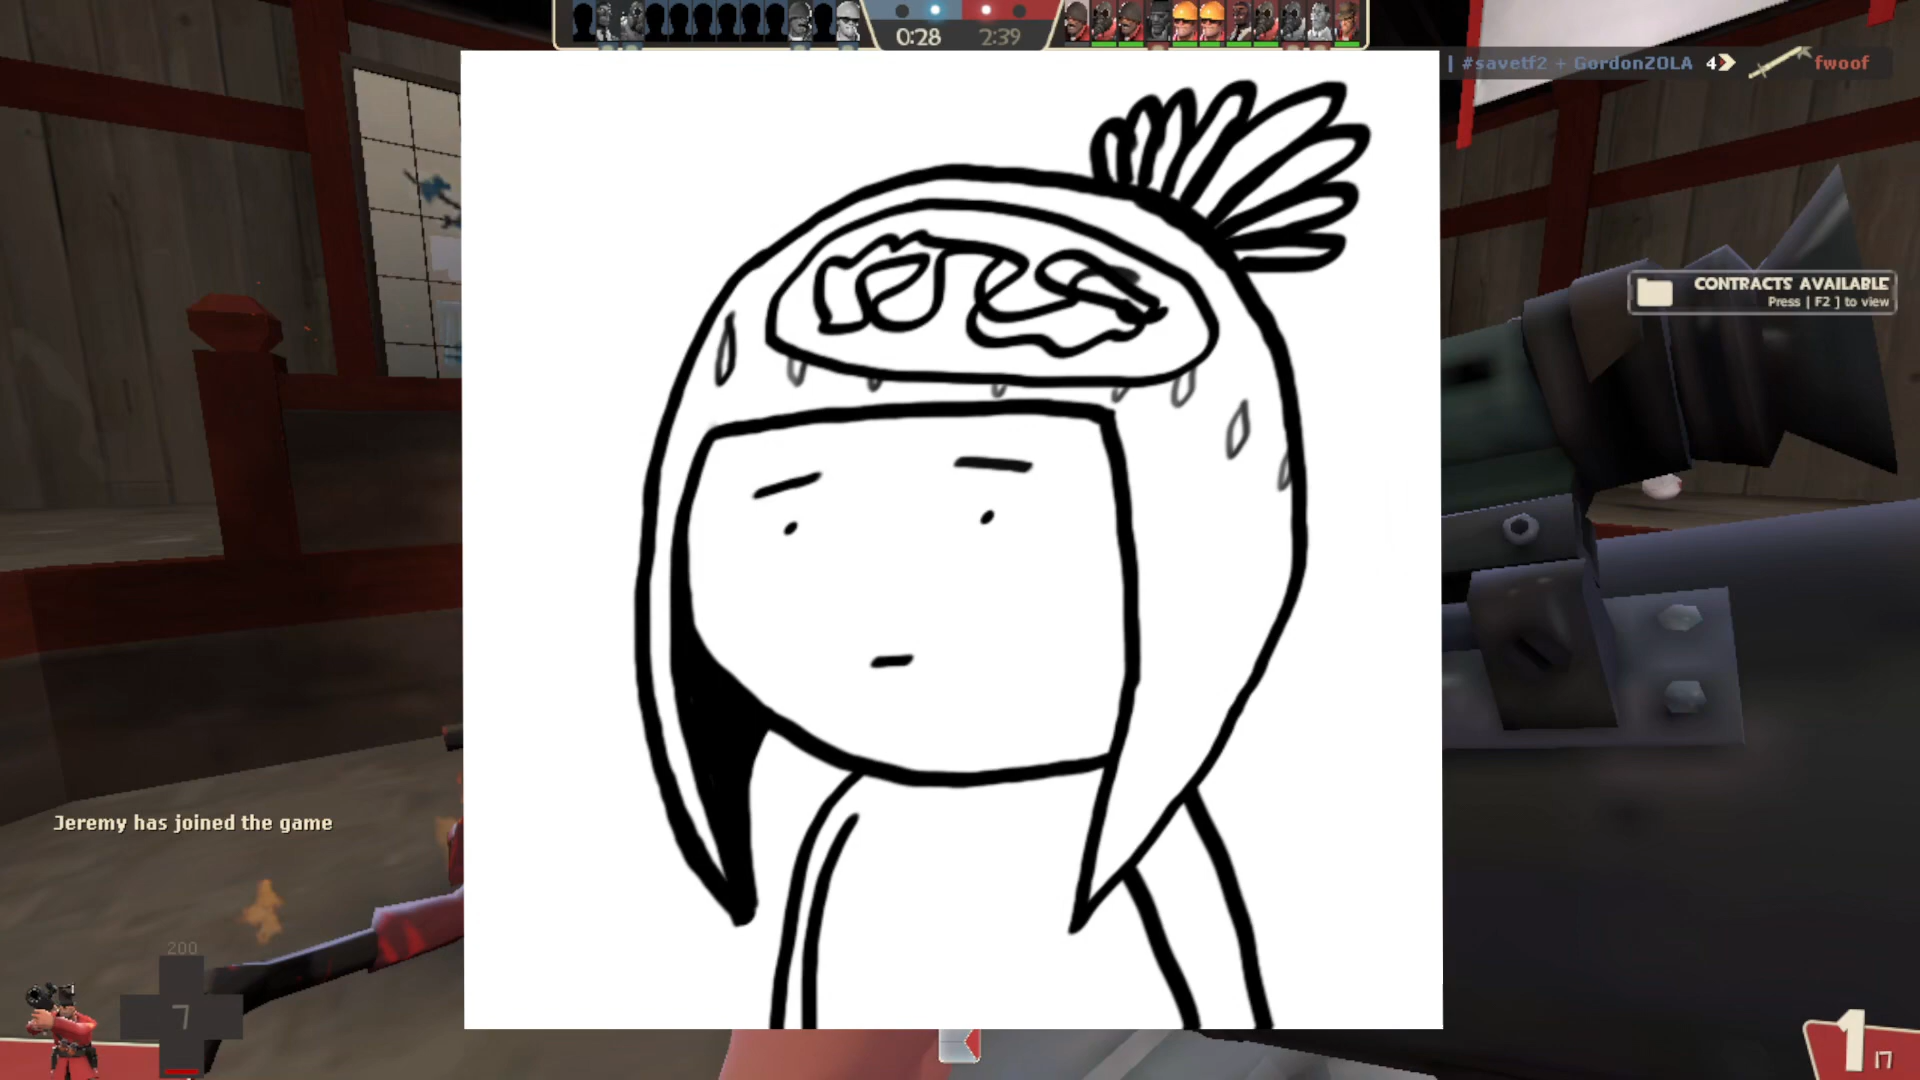 0:28 2:39
| #savetf2 + GordonZOLA 4 fwoof
CONTRACTS AVAILABLE
Press [ F2 ] to view
Jeremy has joined the game
200
7
1 17